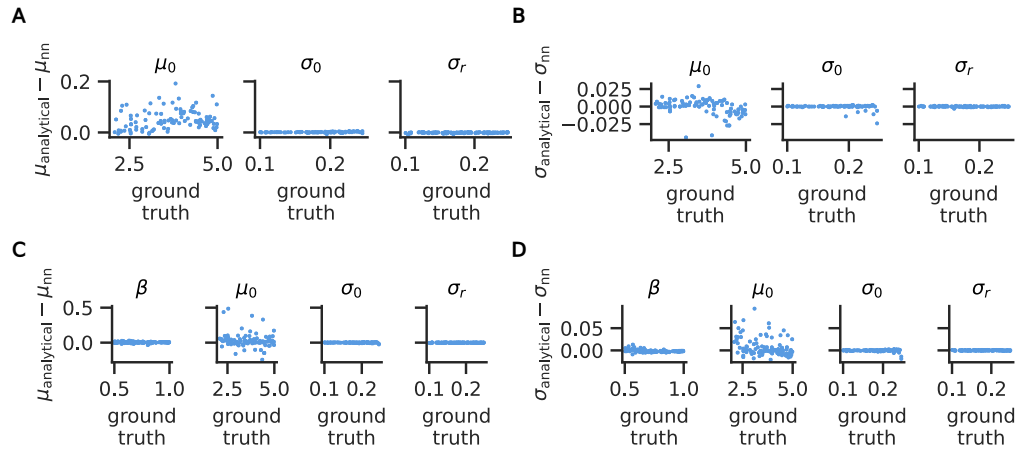 A
μ₀ σ₀ σᵣ
μanalytical − μnn
0.2
0.0
2.5 5.0 0.1 0.2 0.1 0.2
ground ground ground
truth truth truth
B
μ₀ σ₀ σᵣ
σanalytical − σnn
0.025
0.000
−0.025
2.5 5.0 0.1 0.2 0.1 0.2
ground ground ground
truth truth truth
C
β μ₀ σ₀ σᵣ
μanalytical − μnn
0.5
0.0
0.5 1.0 2.5 5.0 0.1 0.2 0.1 0.2
ground ground ground ground
truth truth truth truth
D
β μ₀ σ₀ σᵣ
σanalytical − σnn
0.05
0.00
0.5 1.0 2.5 5.0 0.1 0.2 0.1 0.2
ground ground ground ground
truth truth truth truth